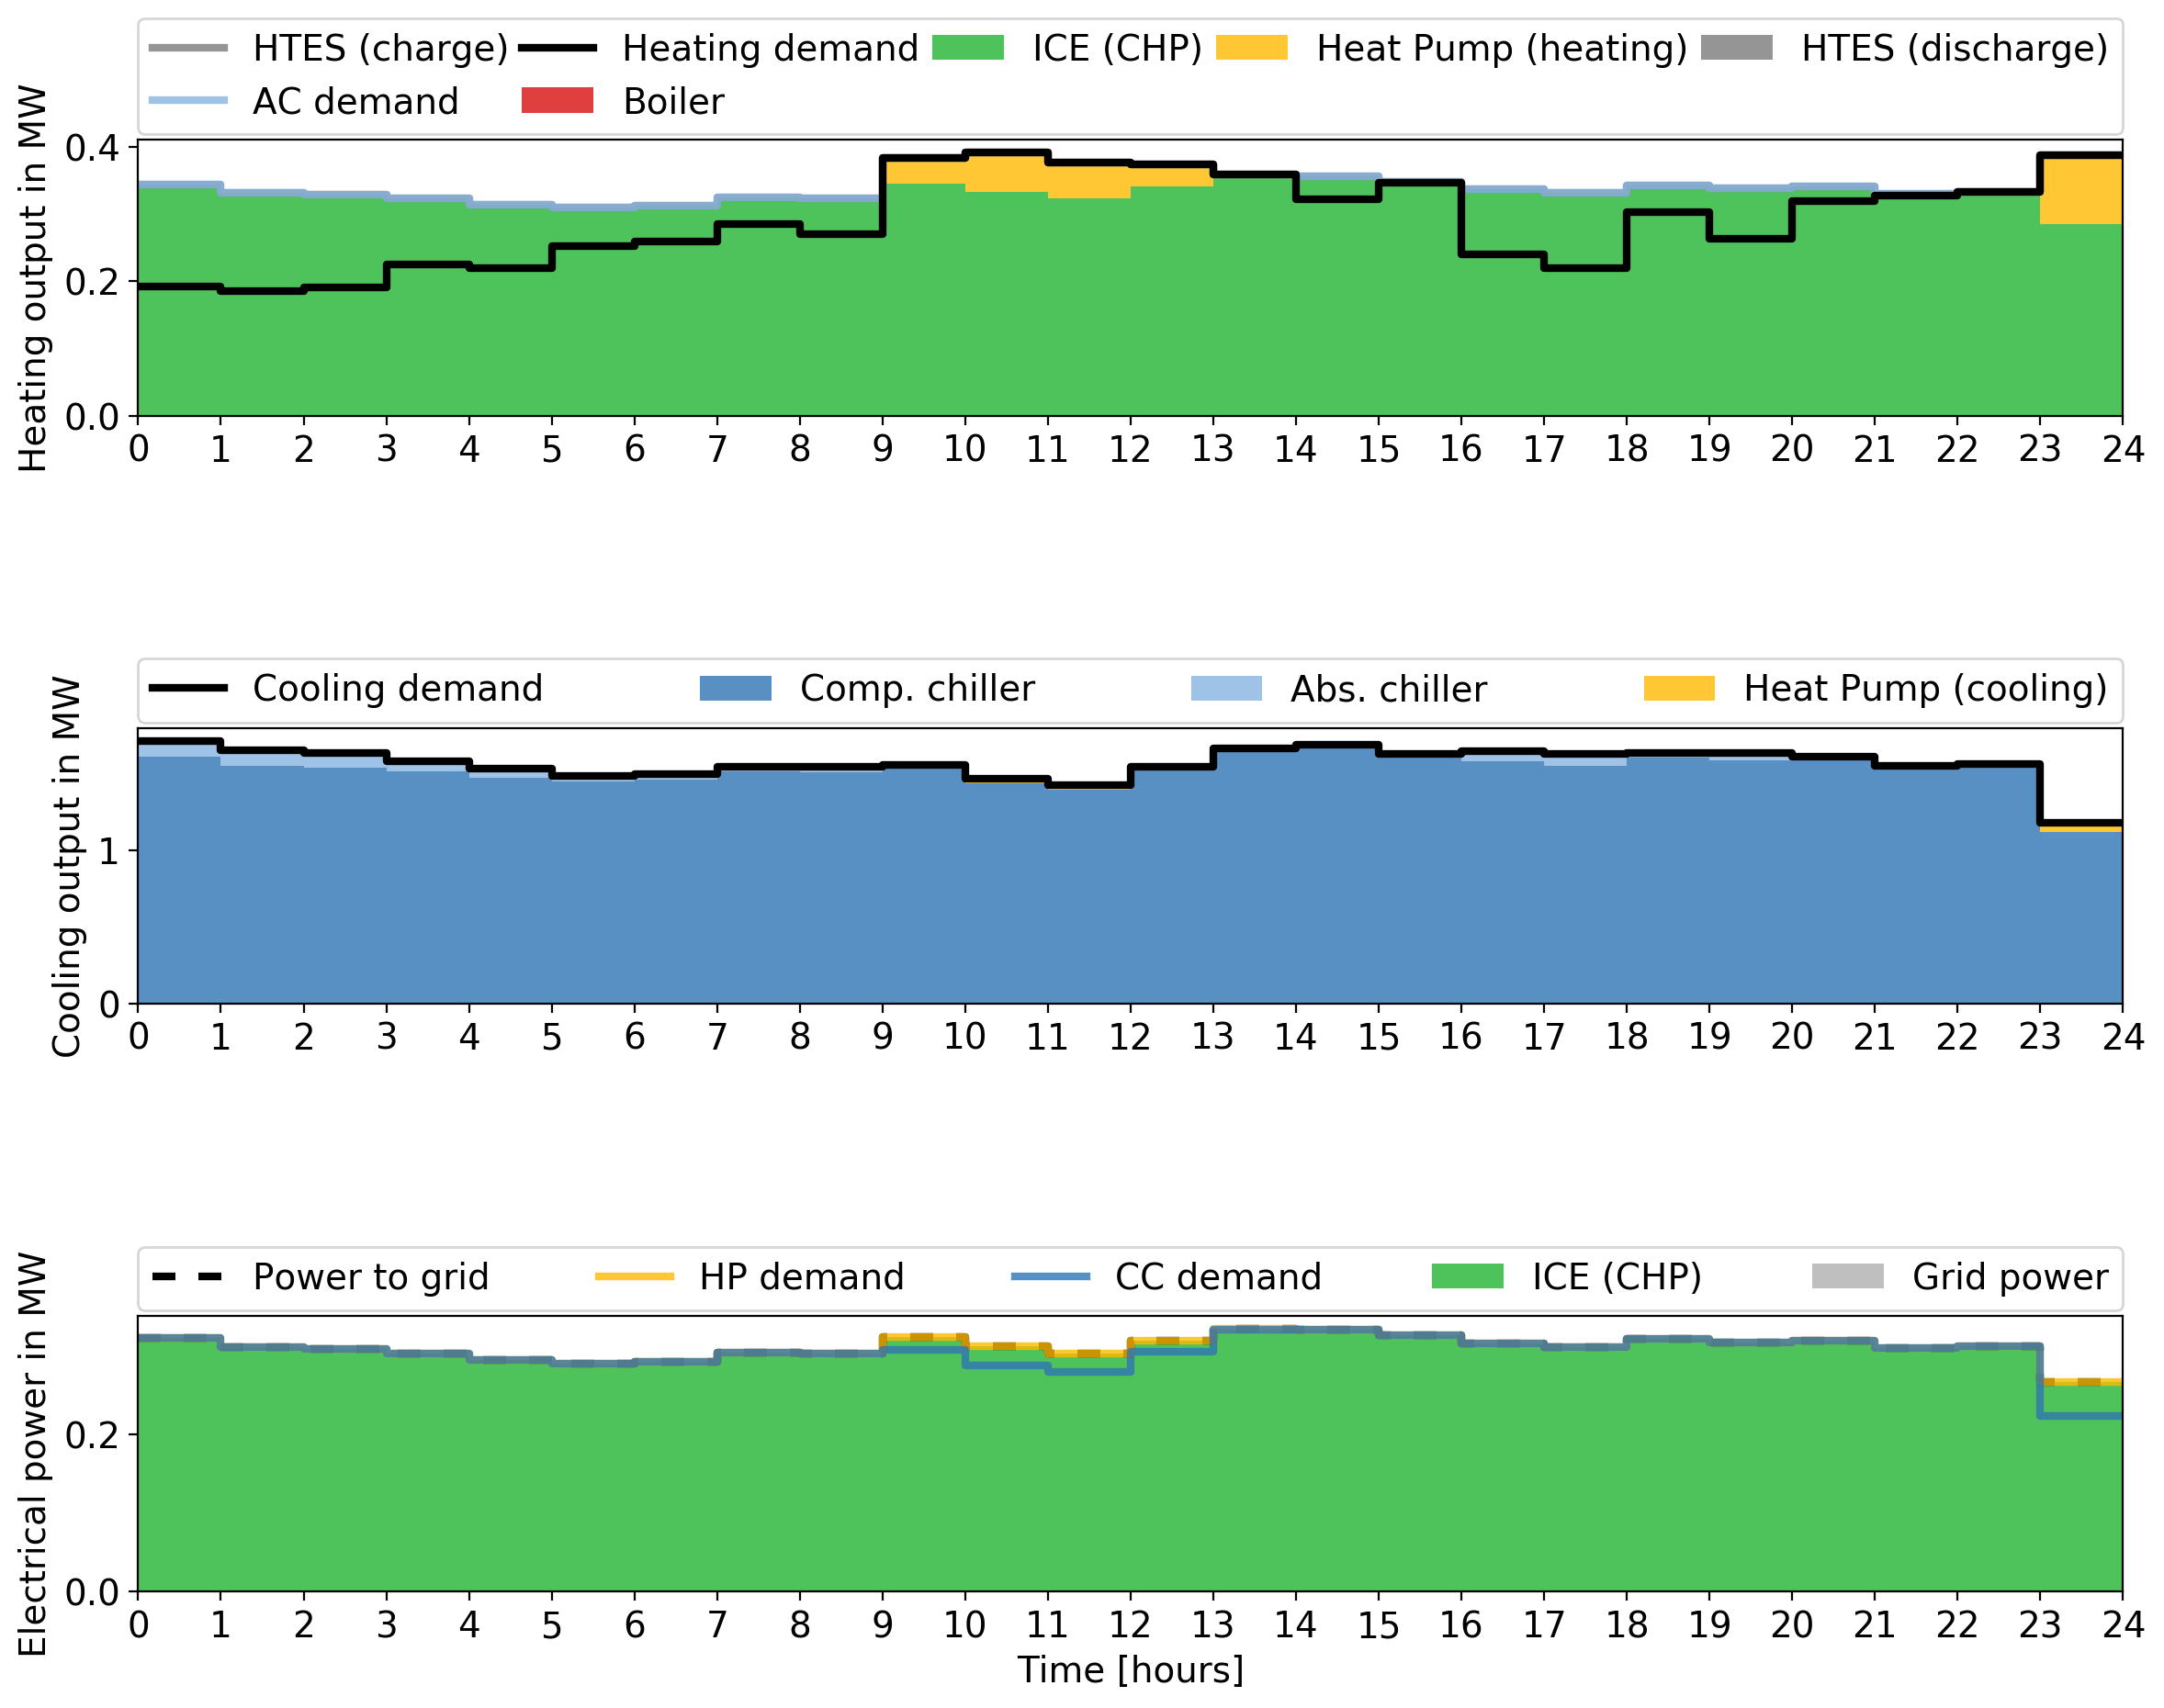 HTES (charge) Heating demand ICE (CHP) Heat Pump (heating) HTES (discharge)
AC demand Boiler
Heating output in MW
0.4
0.2
0.0
0 1 2 3 4 5 6 7 8 9 10 11 12 13 14 15 16 17 18 19 20 21 22 23 24
Cooling demand Comp. chiller Abs. chiller Heat Pump (cooling)
Cooling output in MW
1
0
0 1 2 3 4 5 6 7 8 9 10 11 12 13 14 15 16 17 18 19 20 21 22 23 24
Power to grid HP demand CC demand ICE (CHP) Grid power
Electrical power in MW
0.2
0.0
0 1 2 3 4 5 6 7 8 9 10 11 12 13 14 15 16 17 18 19 20 21 22 23 24
Time [hours]